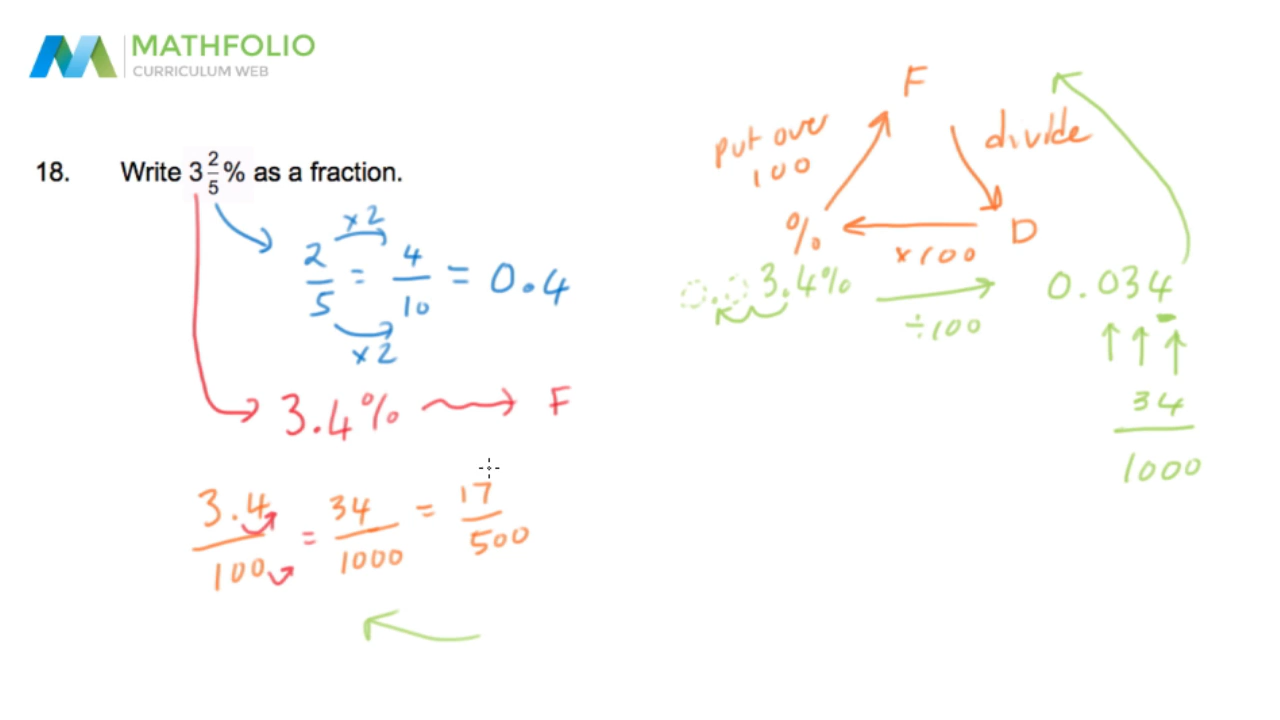 MATHFOLIO
CURRICULUM WEB
18. Write 3 2/5 % as a fraction.
2/5 = 4/10 = 0.4
×2
×2
3.4% → F
3.4/100 = 34/1000 = 17/500
F
put over
100
divide
%
D
×100
0.03.4% → 0.034
÷100
↑↑↑
34/1000